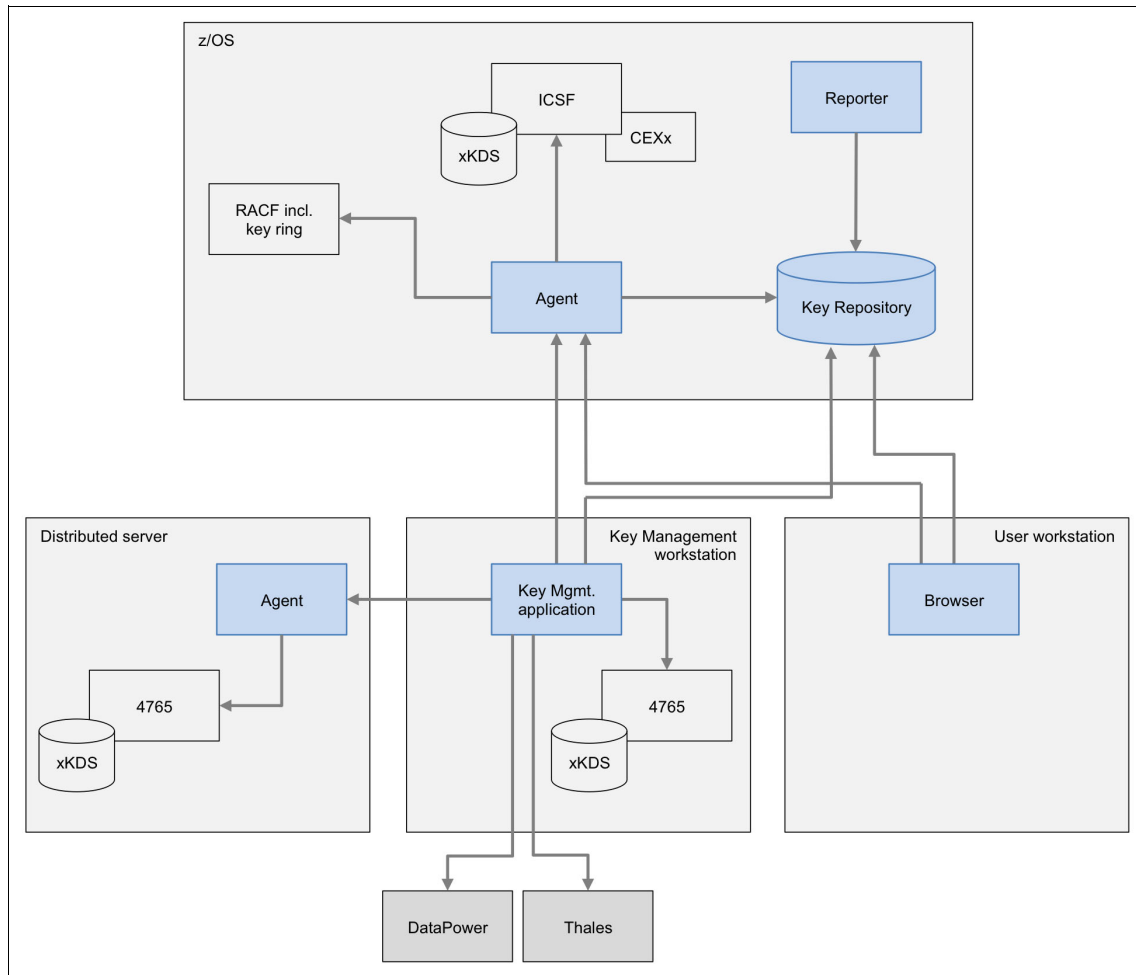 z/OS
ICSF
CEXx
xKDS
Reporter
RACF incl.
key ring
Agent
Key Repository
Distributed server
Agent
4765
xKDS
Key Management
workstation
Key Mgmt.
application
4765
xKDS
User workstation
Browser
DataPower
Thales